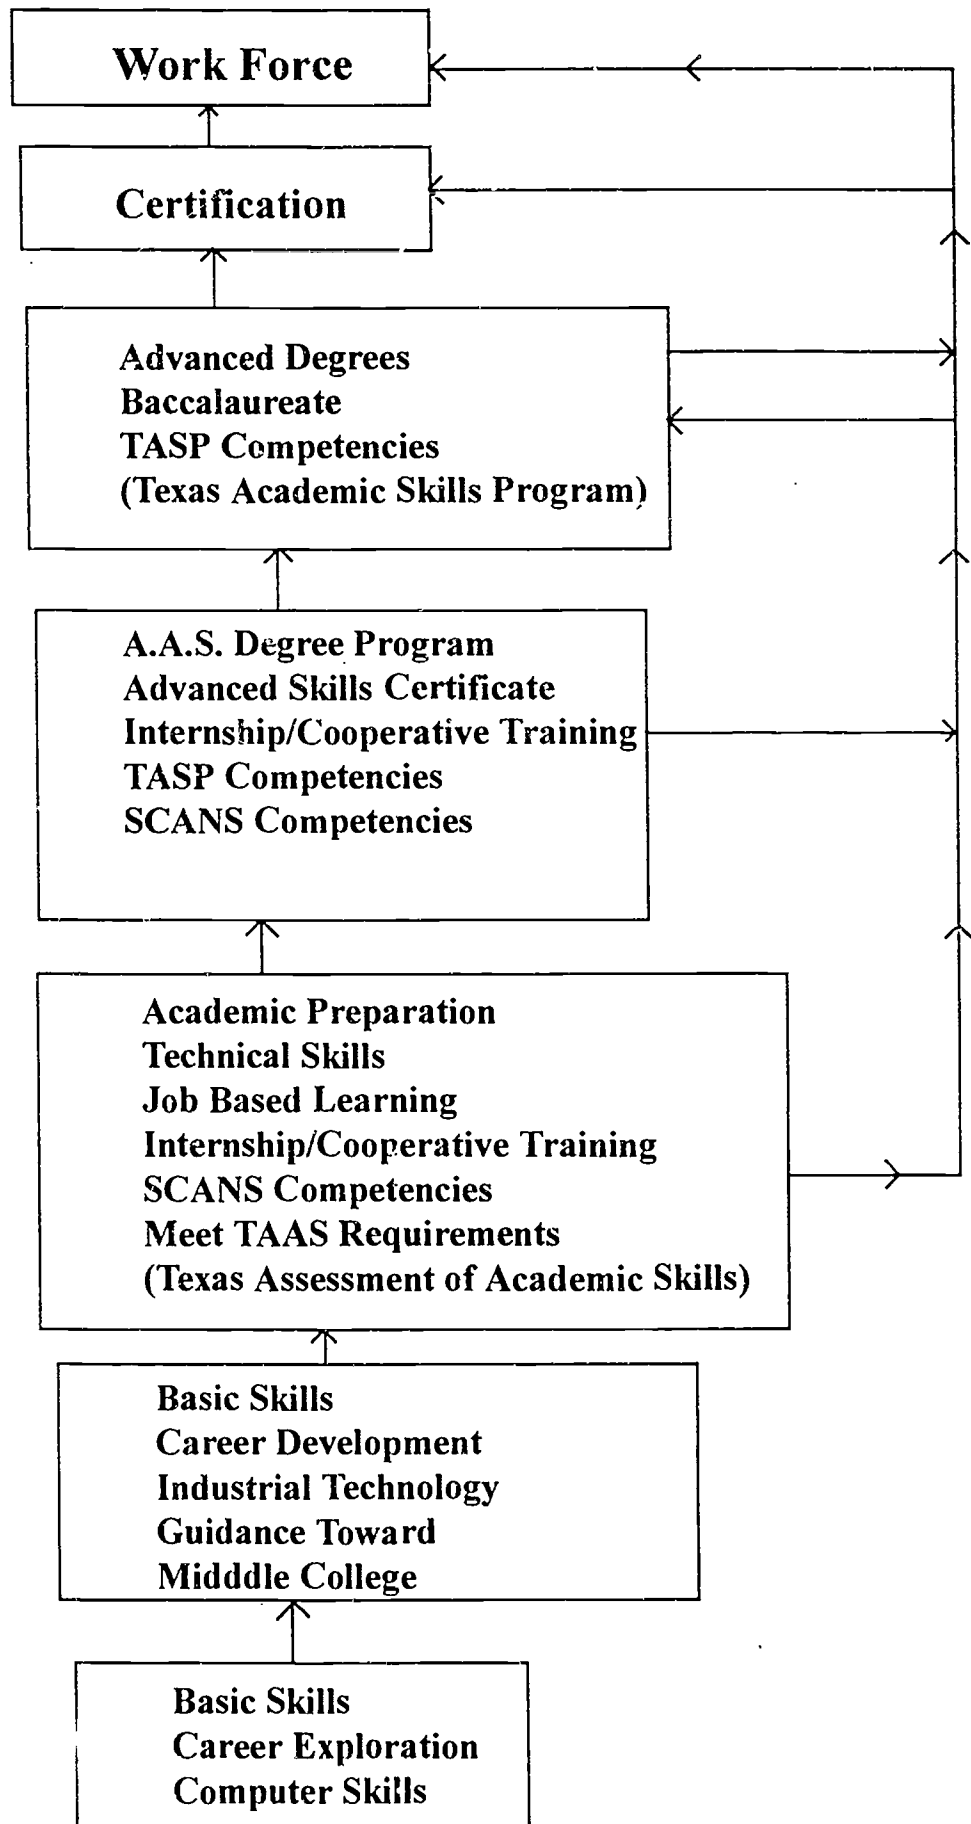 Work Force
Certification
Advanced Degrees
Baccalaureate
TASP Competencies
(Texas Academic Skills Program)
A.A.S. Degree Program
Advanced Skills Certificate
Internship/Cooperative Training
TASP Competencies
SCANS Competencies
Academic Preparation
Technical Skills
Job Based Learning
Internship/Cooperative Training
SCANS Competencies
Meet TAAS Requirements
(Texas Assessment of Academic Skills)
Basic Skills
Career Development
Industrial Technology
Guidance Toward
Midddle College
Basic Skills
Career Exploration
Computer Skills